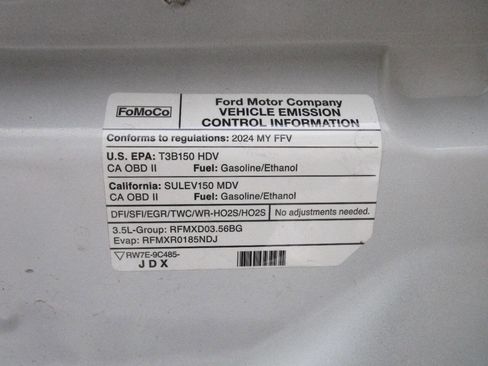 FoMoCo
Ford Motor Company
VEHICLE EMISSION
CONTROL INFORMATION
Conforms to regulations: 2024 MY FFV
U.S. EPA: T3B150 HDV
CA OBD II Fuel: Gasoline/Ethanol
California: SULEV150 MDV
CA OBD II Fuel: Gasoline/Ethanol
DFI/SFI/EGR/TWC/WR-HO2S/HO2S No adjustments needed.
3.5L-Group: RFMXD03.56BG
Evap: RFMXR0185NDJ
RW7E-9C485-
JDX